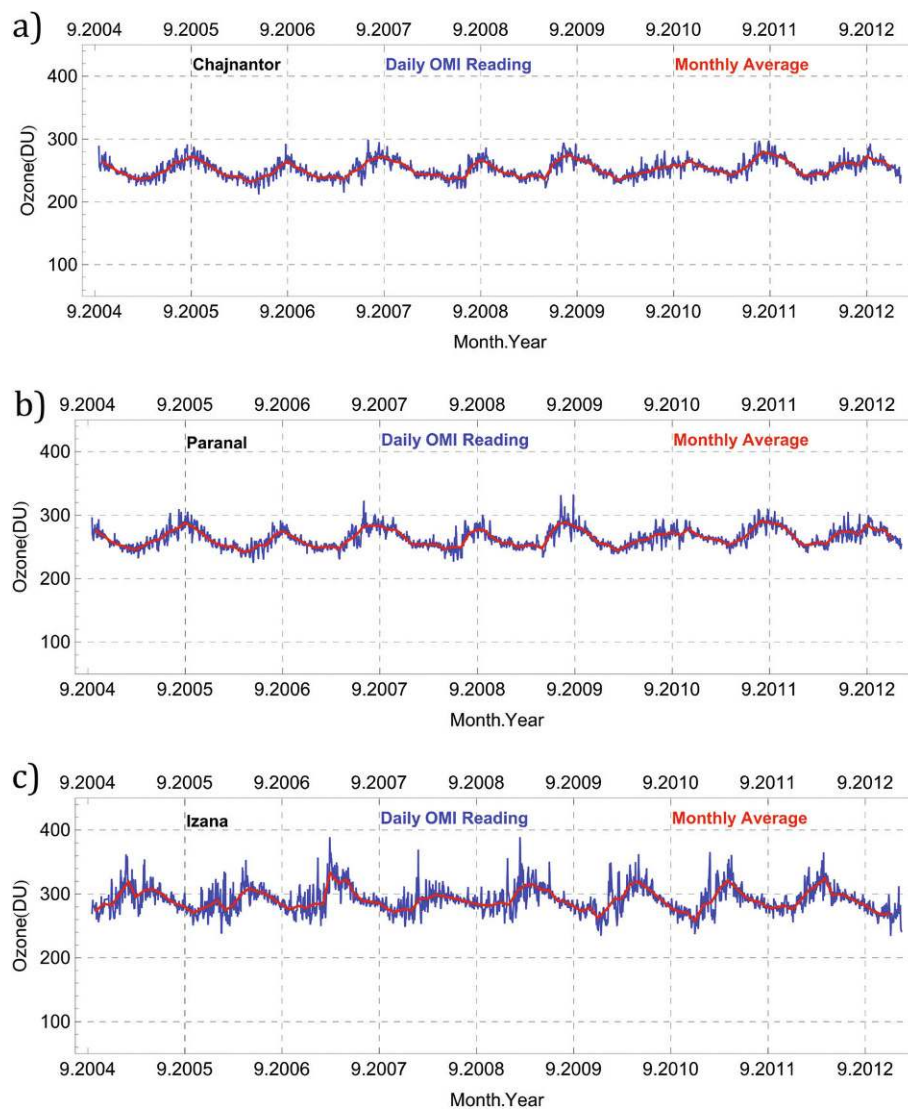 a)
9.2004 9.2005 9.2006 9.2007 9.2008 9.2009 9.2010 9.2011 9.2012
Chajnantor Daily OMI Reading Monthly Average
400
300
200
100
Ozone(DU)
9.2004 9.2005 9.2006 9.2007 9.2008 9.2009 9.2010 9.2011 9.2012
Month.Year
b)
9.2004 9.2005 9.2006 9.2007 9.2008 9.2009 9.2010 9.2011 9.2012
Paranal Daily OMI Reading Monthly Average
400
300
200
100
Ozone(DU)
9.2004 9.2005 9.2006 9.2007 9.2008 9.2009 9.2010 9.2011 9.2012
Month.Year
c)
9.2004 9.2005 9.2006 9.2007 9.2008 9.2009 9.2010 9.2011 9.2012
Izana Daily OMI Reading Monthly Average
400
300
200
100
Ozone(DU)
9.2004 9.2005 9.2006 9.2007 9.2008 9.2009 9.2010 9.2011 9.2012
Month.Year